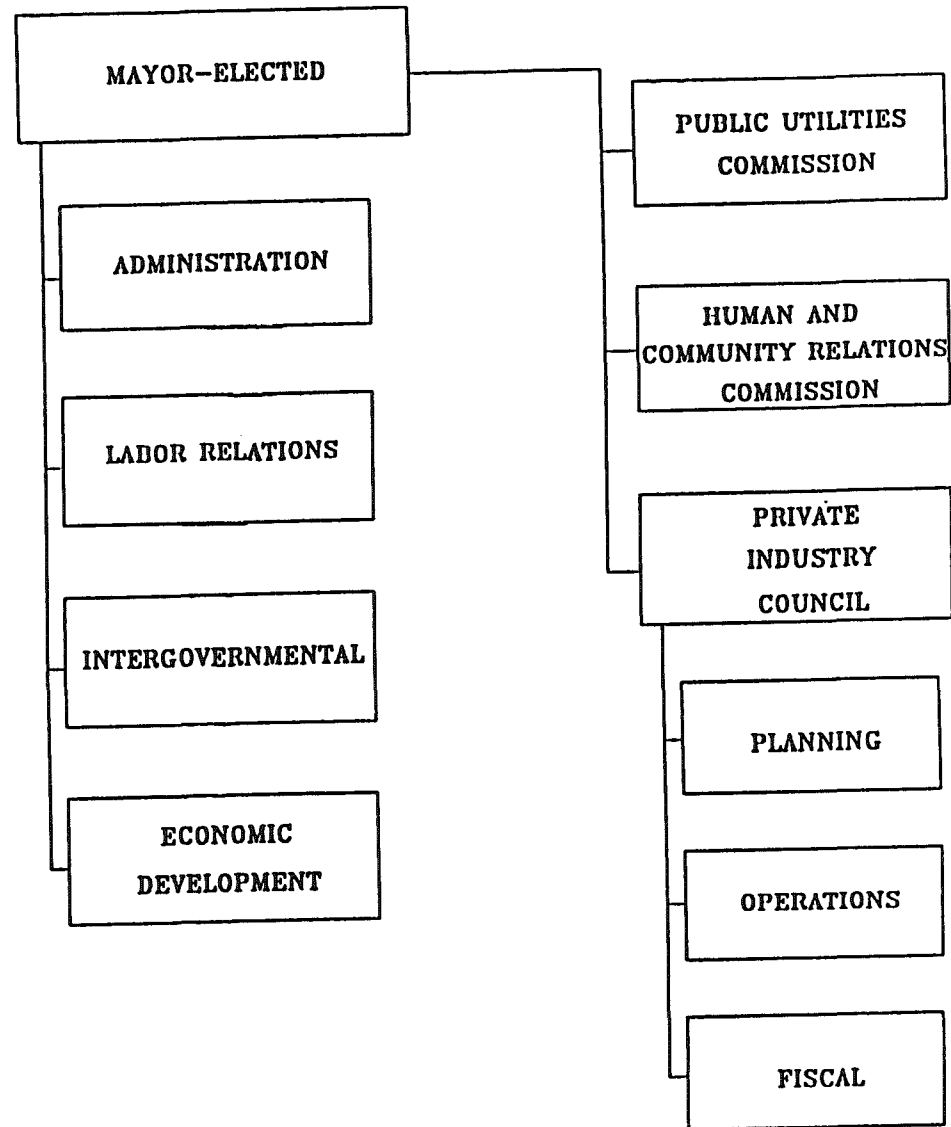 MAYOR-ELECTED
ADMINISTRATION
LADOR RELATIONS
INTERGOVERNMENTAL
ECONOMIC
DEVELOPMENT
PUBLIC UTILITIES
COMMISSION
HUMAN AND
COMMUNITY RELATIONS
COMMISSION
PRIVATE
INDUSTRY
COUNCIL
PLANNING
OPERATIONS
FISCAL